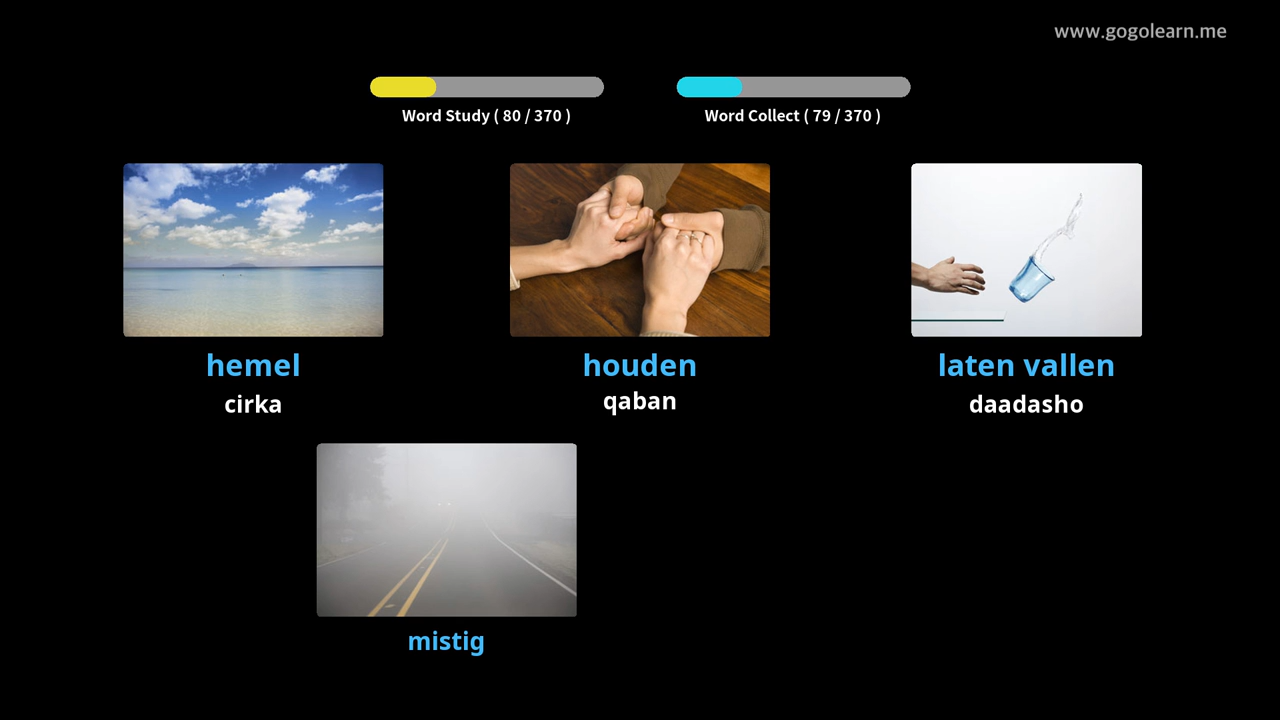 www.gogolearn.me
Word Study ( 80 / 370 )
Word Collect ( 79 / 370 )
hemel
cirka
houden
qaban
laten vallen
daadasho
mistig